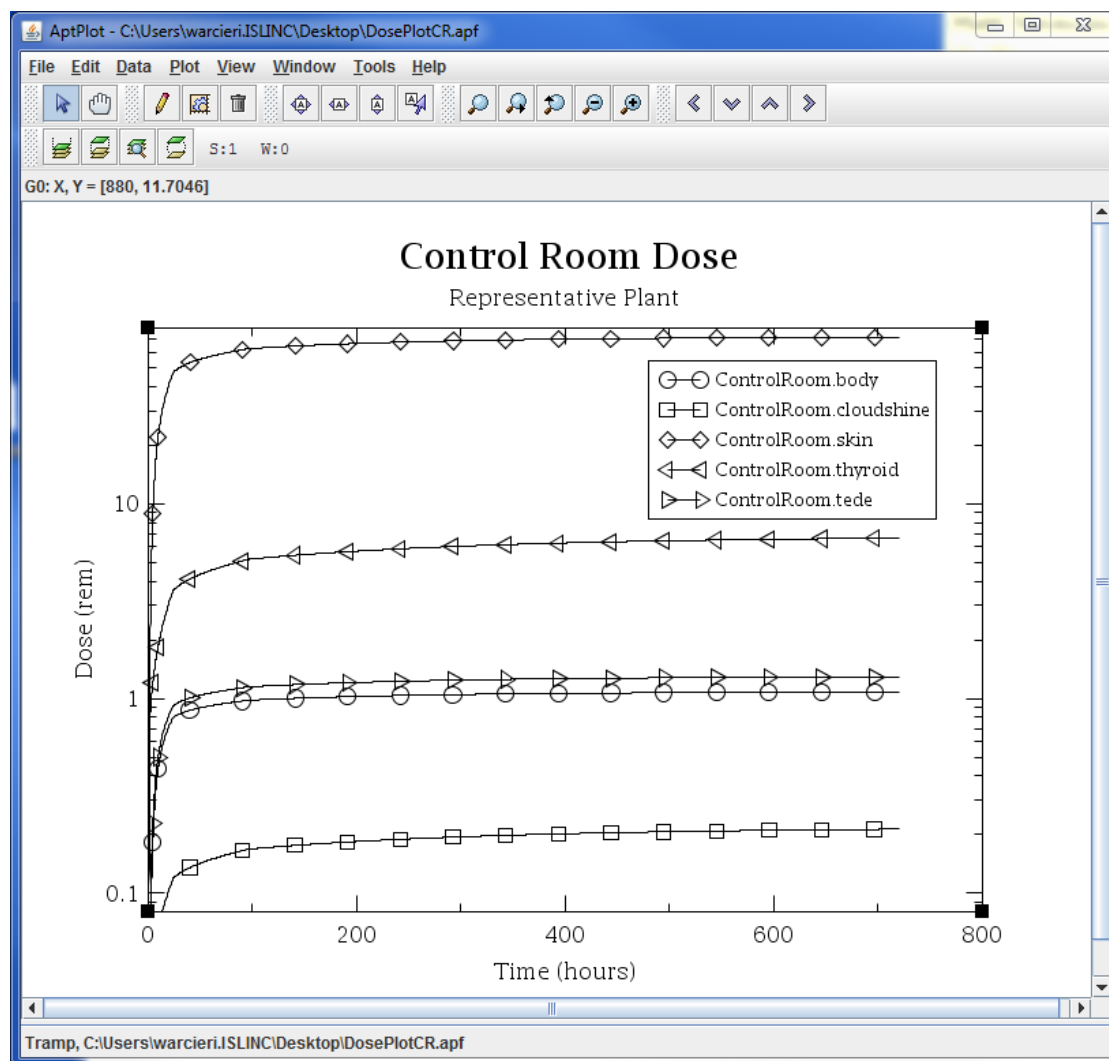 AptPlot - C:\Users\warcieri.ISLINC\Desktop\DosePlotCR.apf
File Edit Data Plot View Window Tools Help
S:1 W:0
G0: X, Y = [880, 11.7046]
Control Room Dose
Representative Plant
ControlRoom.body
ControlRoom.cloudshine
ControlRoom.skin
ControlRoom.thyroid
ControlRoom.tede
10
1
0.1
Dose (rem)
0 200 400 600 800
Time (hours)
Tramp, C:\Users\warcieri.ISLINC\Desktop\DosePlotCR.apf